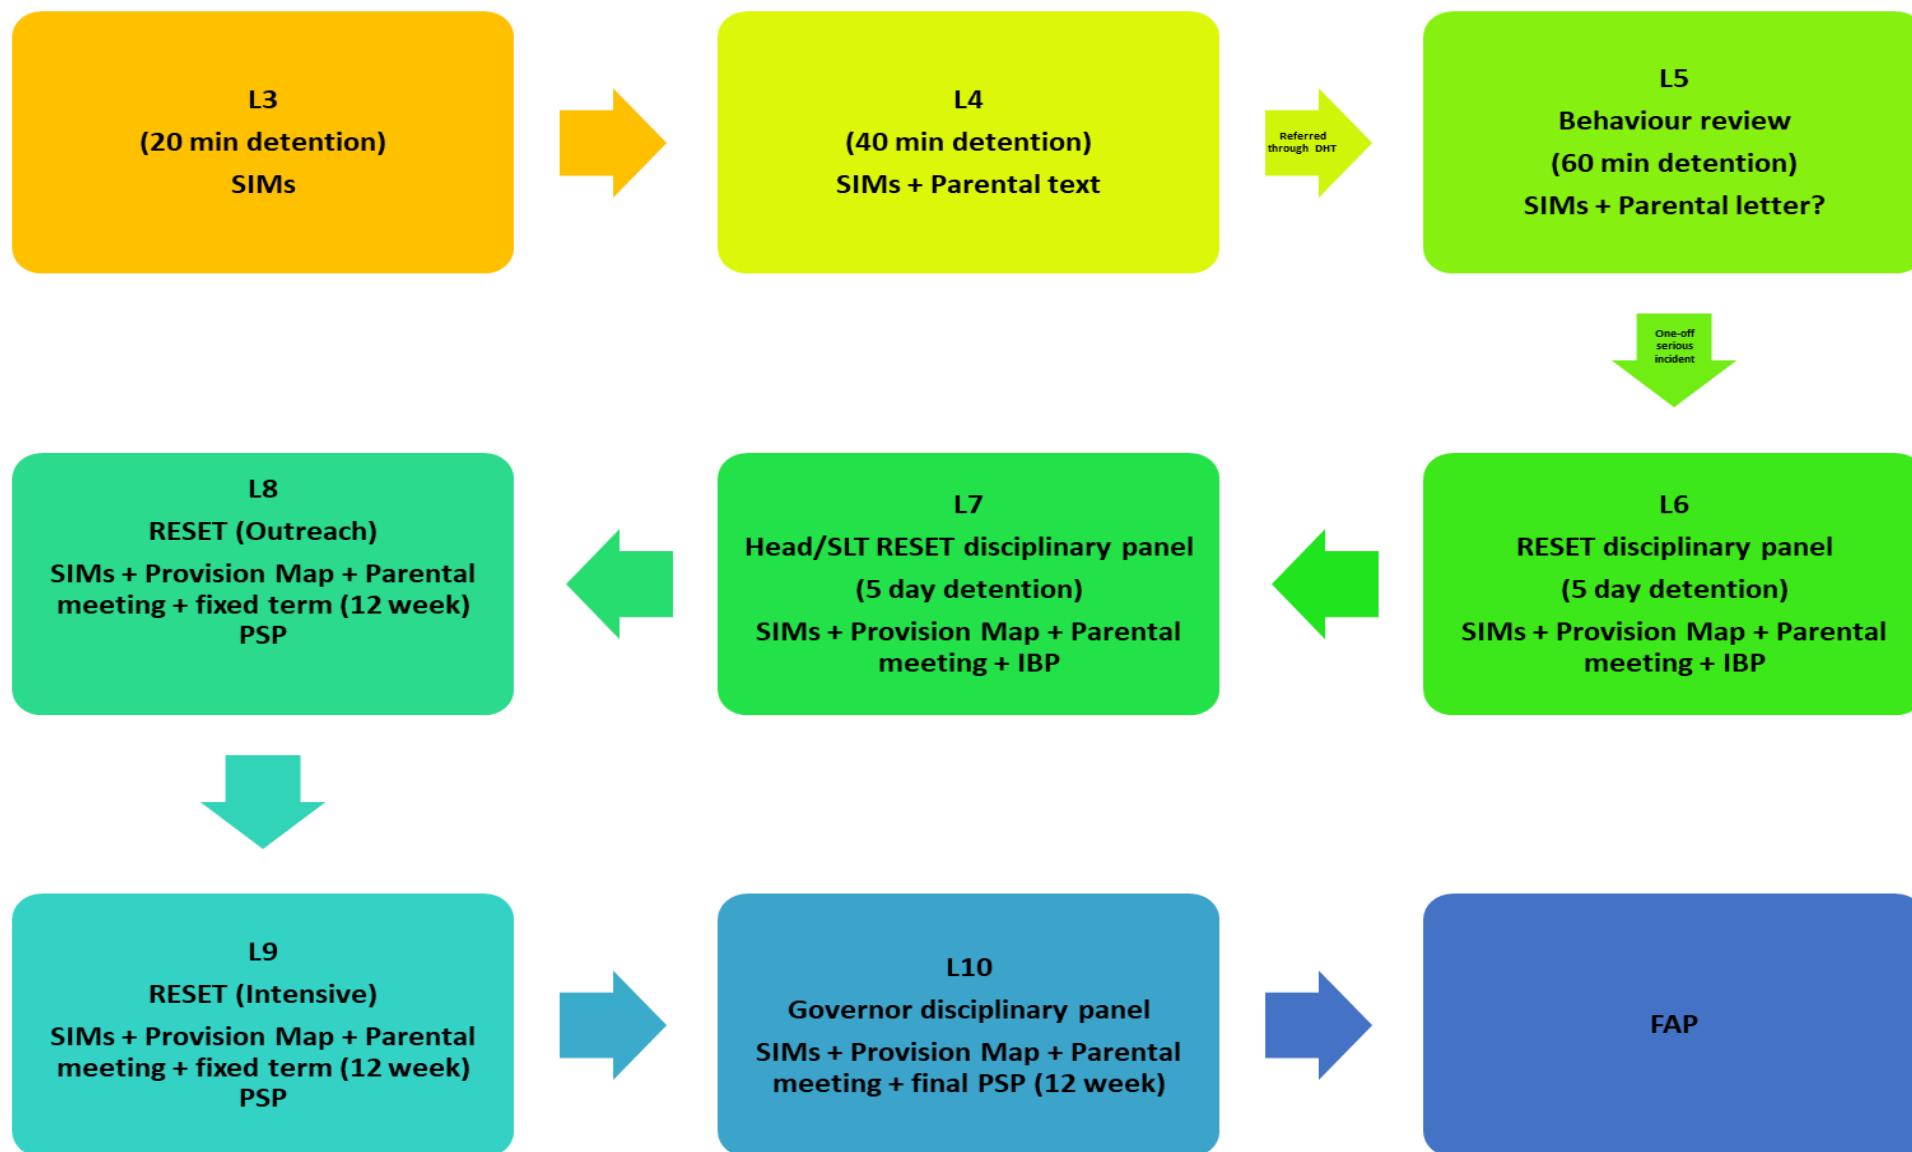 L3
(20 min detention)
SIMs
L4
(40 min detention)
SIMs + Parental text
Referred
through DHT
L5
Behaviour review
(60 min detention)
SIMs + Parental letter?
One-off
serious
incident
L6
RESET disciplinary panel
(5 day detention)
SIMs + Provision Map + Parental
meeting + IBP
L7
Head/SLT RESET disciplinary panel
(5 day detention)
SIMs + Provision Map + Parental
meeting + IBP
L8
RESET (Outreach)
SIMs + Provision Map + Parental
meeting + fixed term (12 week)
PSP
L9
RESET (Intensive)
SIMs + Provision Map + Parental
meeting + fixed term (12 week)
PSP
L10
Governor disciplinary panel
SIMs + Provision Map + Parental
meeting + final PSP (12 week)
FAP